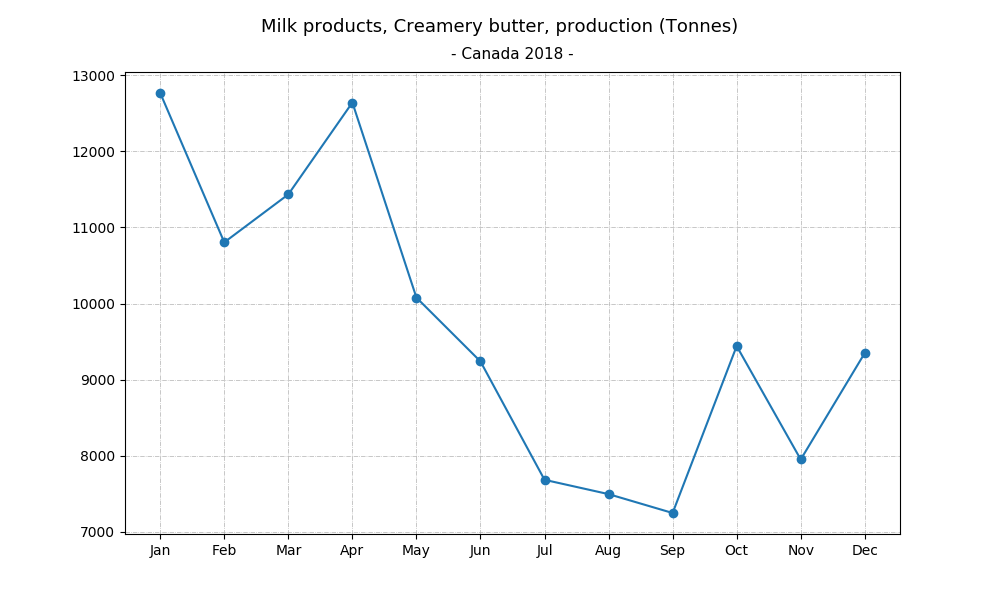 Milk products, Creamery butter, production (Tonnes)
- Canada 2018 -
13000
12000
11000
10000
9000
8000
7000
Jan Feb Mar Apr May Jun Jul Aug Sep Oct Nov Dec